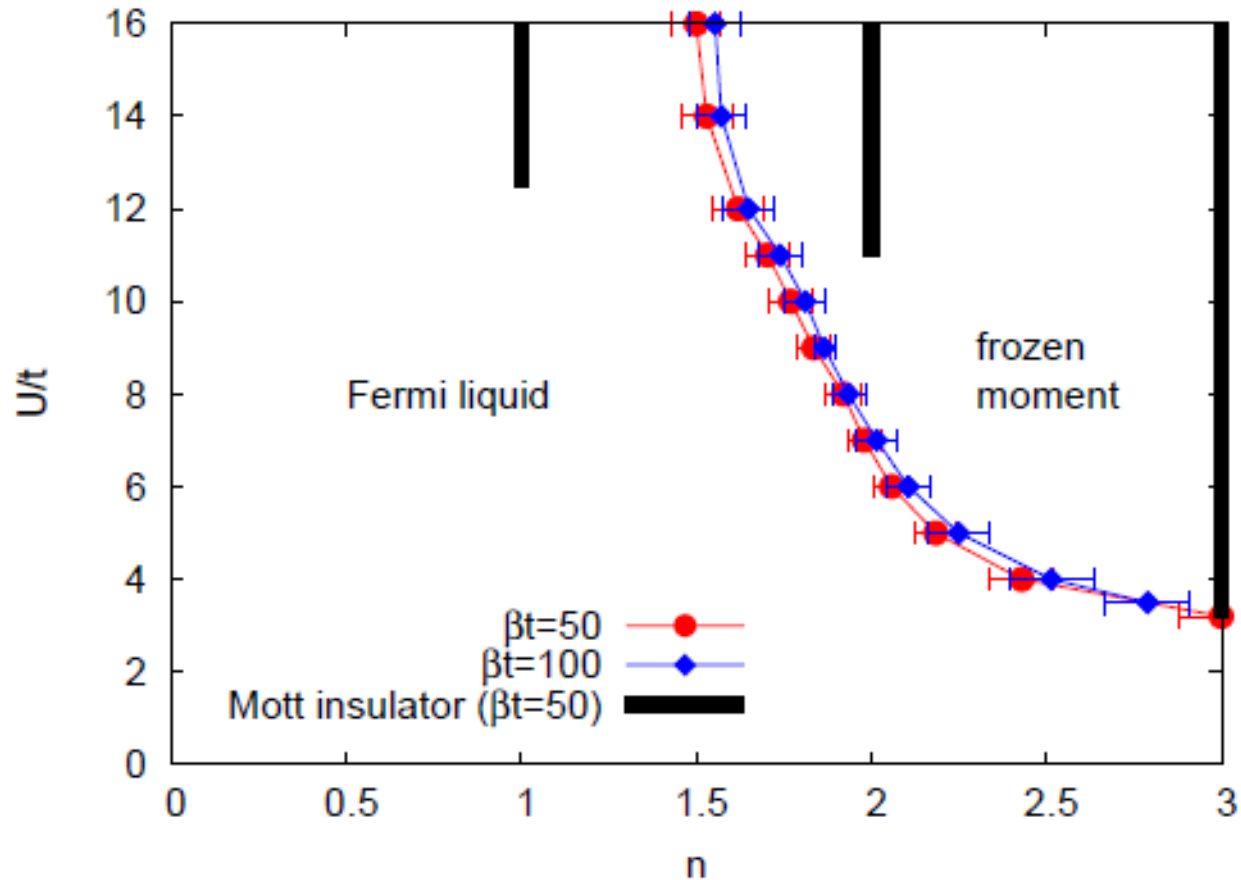 16
14
12
10
8
6
4
2
0
U/t
Fermi liquid
frozen
moment
βt=50
βt=100
Mott insulator (βt=50)
0 0.5 1 1.5 2 2.5 3
n